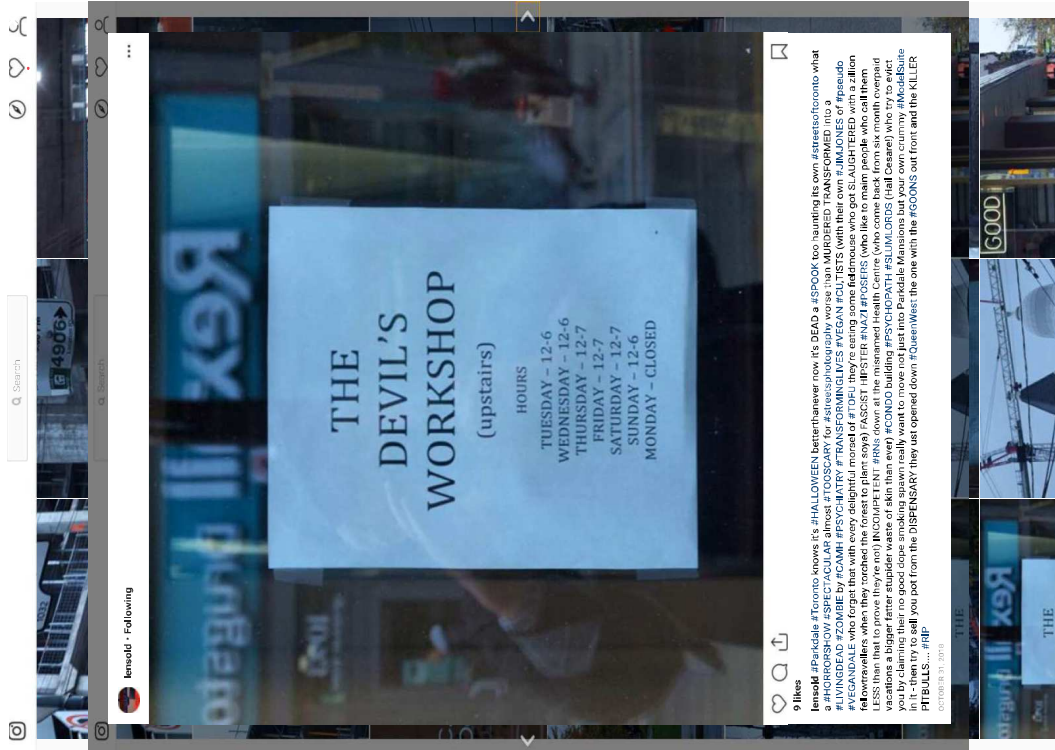 Search
lensold • Following
Rex
THE
DEVIL'S
WORKSHOP
(upstairs)
HOURS
TUESDAY – 12-6
WEDNESDAY – 12-6
THURSDAY – 12-7
FRIDAY – 12-7
SATURDAY – 12-7
SUNDAY – 12-6
MONDAY – CLOSED
9 likes
lensold #Parkdale #Toronto knows it's #HALLOWEEN betterthanever now it's DEAD a #SPOOK too haunting its own #streetsoftoronto what
a #HORRORSHOW #SPECTACULAR almost #TOOSCARY for #streetsphotography worse than MURDERED TRANSFORMED into a
#LIVINGDEAD #ZOMBIE by #CAMH #PSYCHIATRY #TRANSFORMINGLIVES #VEGAN #CULTISTS (with their own #JIMJONES of #pseudo
#VEGANDALE who forget that with every delightful morsel of #TOFU they're eating some fieldmouse who got SLAUGHTERED with a zillion
fellowtravellers when they torched the forest to plant soya) FASCIST HIPSTER #NAZI #POSERS (who like to maim people who call them
LESS than that to prove they're not) INCOMPETENT #RNs down at the misnamed Health Centre (who come back from six month overpaid
vacations a bigger fatter stupider waste of skin than ever) #CONDO building #PSYCHOPATH #SLUMLORDS (Hail Cesare!) who try to evict
you by claiming their no good dope smoking spawn really want to move not just into Parkdale Mansions but your own crummy #ModelSuite
in it - then try to sell you pot from the DISPENSARY they just opened down #QueenWest the one with the #GOONS out front and the KILLER
PITBULLS.... #RIP
OCTOBER 31, 2018
Search
4906
GOOD
THE
Rex
THE